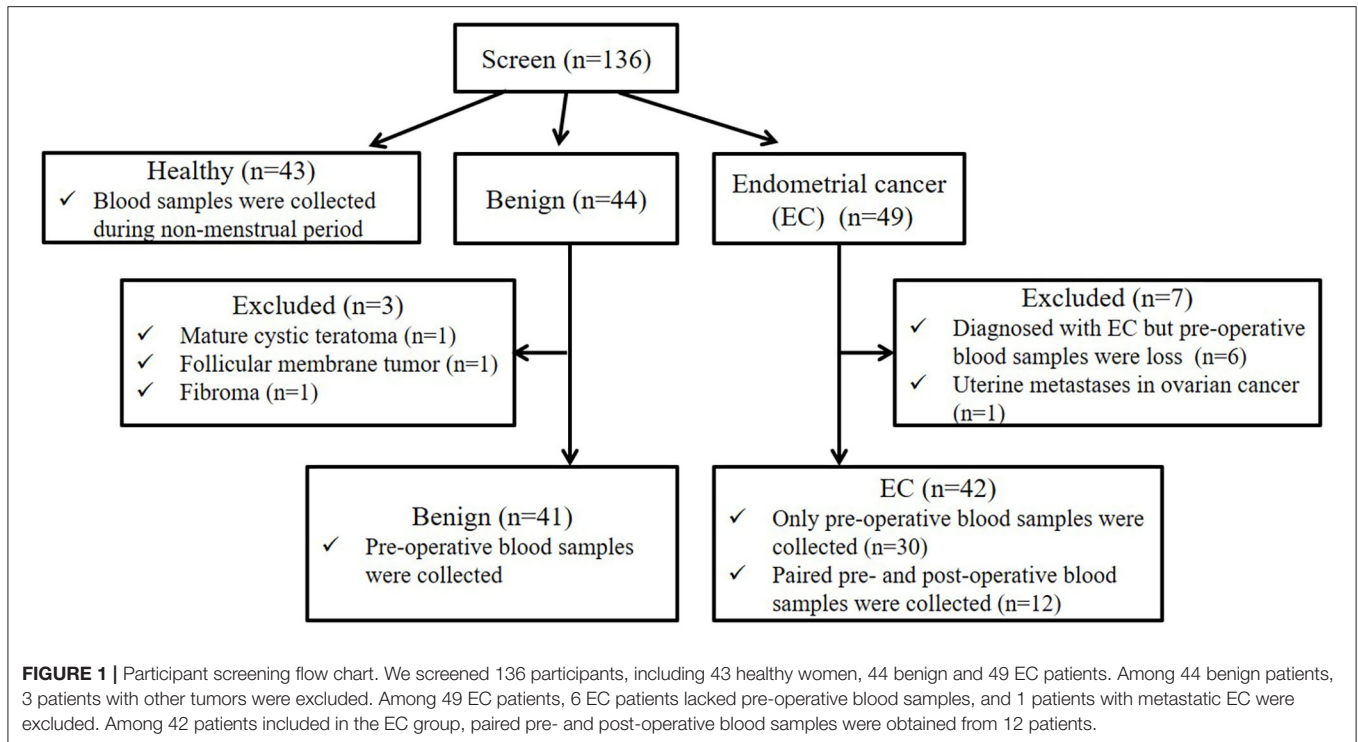 Screen (n=136)
Healthy (n=43)
✓ Blood samples were collected
during non-menstrual period
Benign (n=44)
Endometrial cancer
(EC) (n=49)
Excluded (n=3)
✓ Mature cystic teratoma (n=1)
✓ Follicular membrane tumor (n=1)
✓ Fibroma (n=1)
Excluded (n=7)
✓ Diagnosed with EC but pre-operative
blood samples were loss (n=6)
✓ Uterine metastases in ovarian cancer
(n=1)
Benign (n=41)
✓ Pre-operative blood samples
were collected
EC (n=42)
✓ Only pre-operative blood samples were
collected (n=30)
✓ Paired pre- and post-operative blood
samples were collected (n=12)
FIGURE 1 | Participant screening flow chart. We screened 136 participants, including 43 healthy women, 44 benign and 49 EC patients. Among 44 benign patients,
3 patients with other tumors were excluded. Among 49 EC patients, 6 EC patients lacked pre-operative blood samples, and 1 patients with metastatic EC were
excluded. Among 42 patients included in the EC group, paired pre- and post-operative blood samples were obtained from 12 patients.